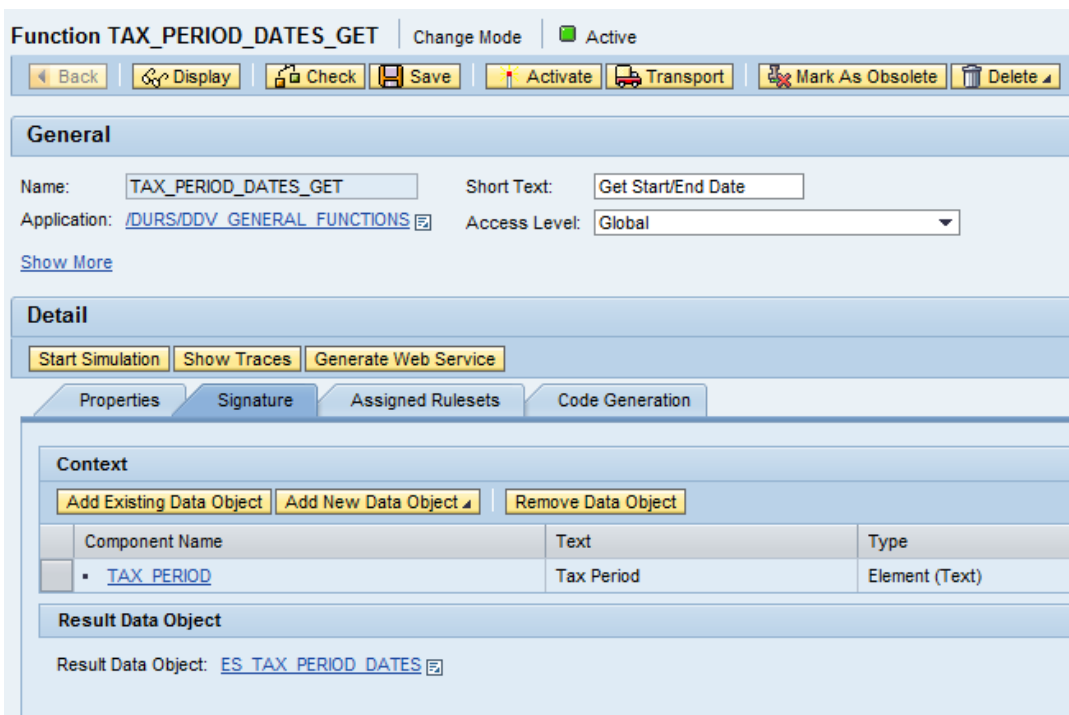 Function TAX_PERIOD_DATES_GET Change Mode Active
Back Display Check Save Activate Transport Mark As Obsolete Delete
General
Name: TAX_PERIOD_DATES_GET Short Text: Get Start/End Date
Application: /DURS/DDV_GENERAL_FUNCTIONS Access Level: Global
Show More
Detail
Start Simulation Show Traces Generate Web Service
Properties Signature Assigned Rulesets Code Generation
Context
Add Existing Data Object Add New Data Object Remove Data Object
Component Name Text Type
TAX_PERIOD Tax Period Element (Text)
Result Data Object
Result Data Object: ES_TAX_PERIOD_DATES